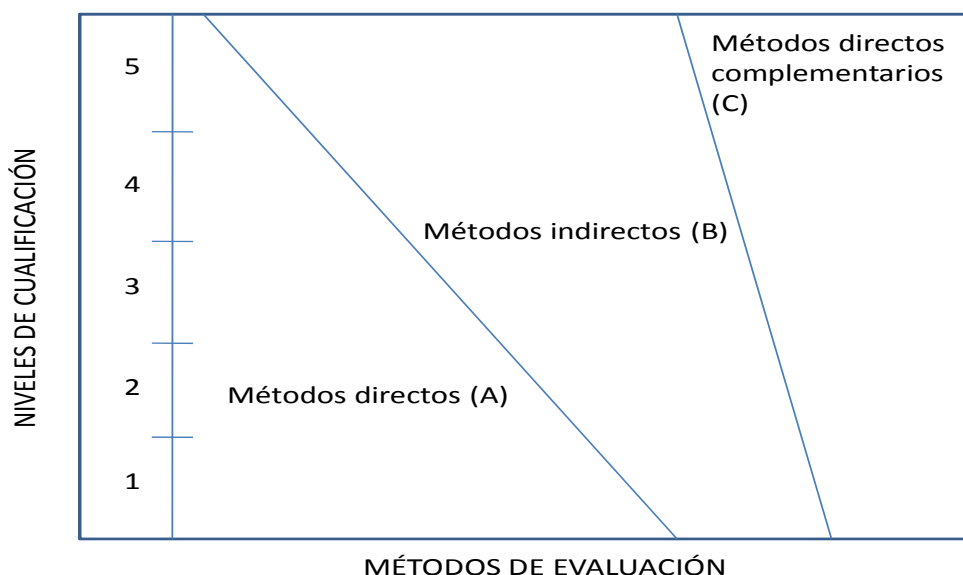 NIVELES DE CUALIFICACIÓN
5
4
3
2
1
Métodos directos
complementarios
(C)
Métodos indirectos (B)
Métodos directos (A)
MÉTODOS DE EVALUACIÓN